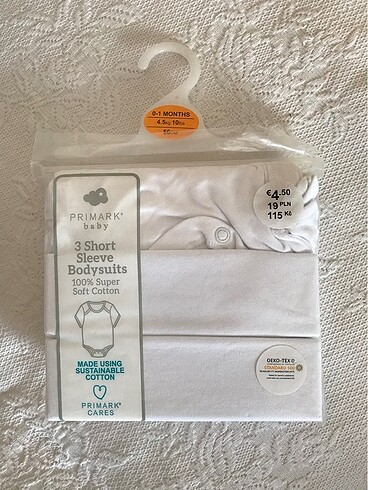 0-1 MONTHS
4.5kg 10lbs
56cm
€4.50
19 PLN
115 Kč
PRIMARK®
baby
3 Short
Sleeve
Bodysuits
100% Super
Soft Cotton
MADE USING
SUSTAINABLE
COTTON
PRIMARK®
CARES
OEKO-TEX®
STANDARD 100